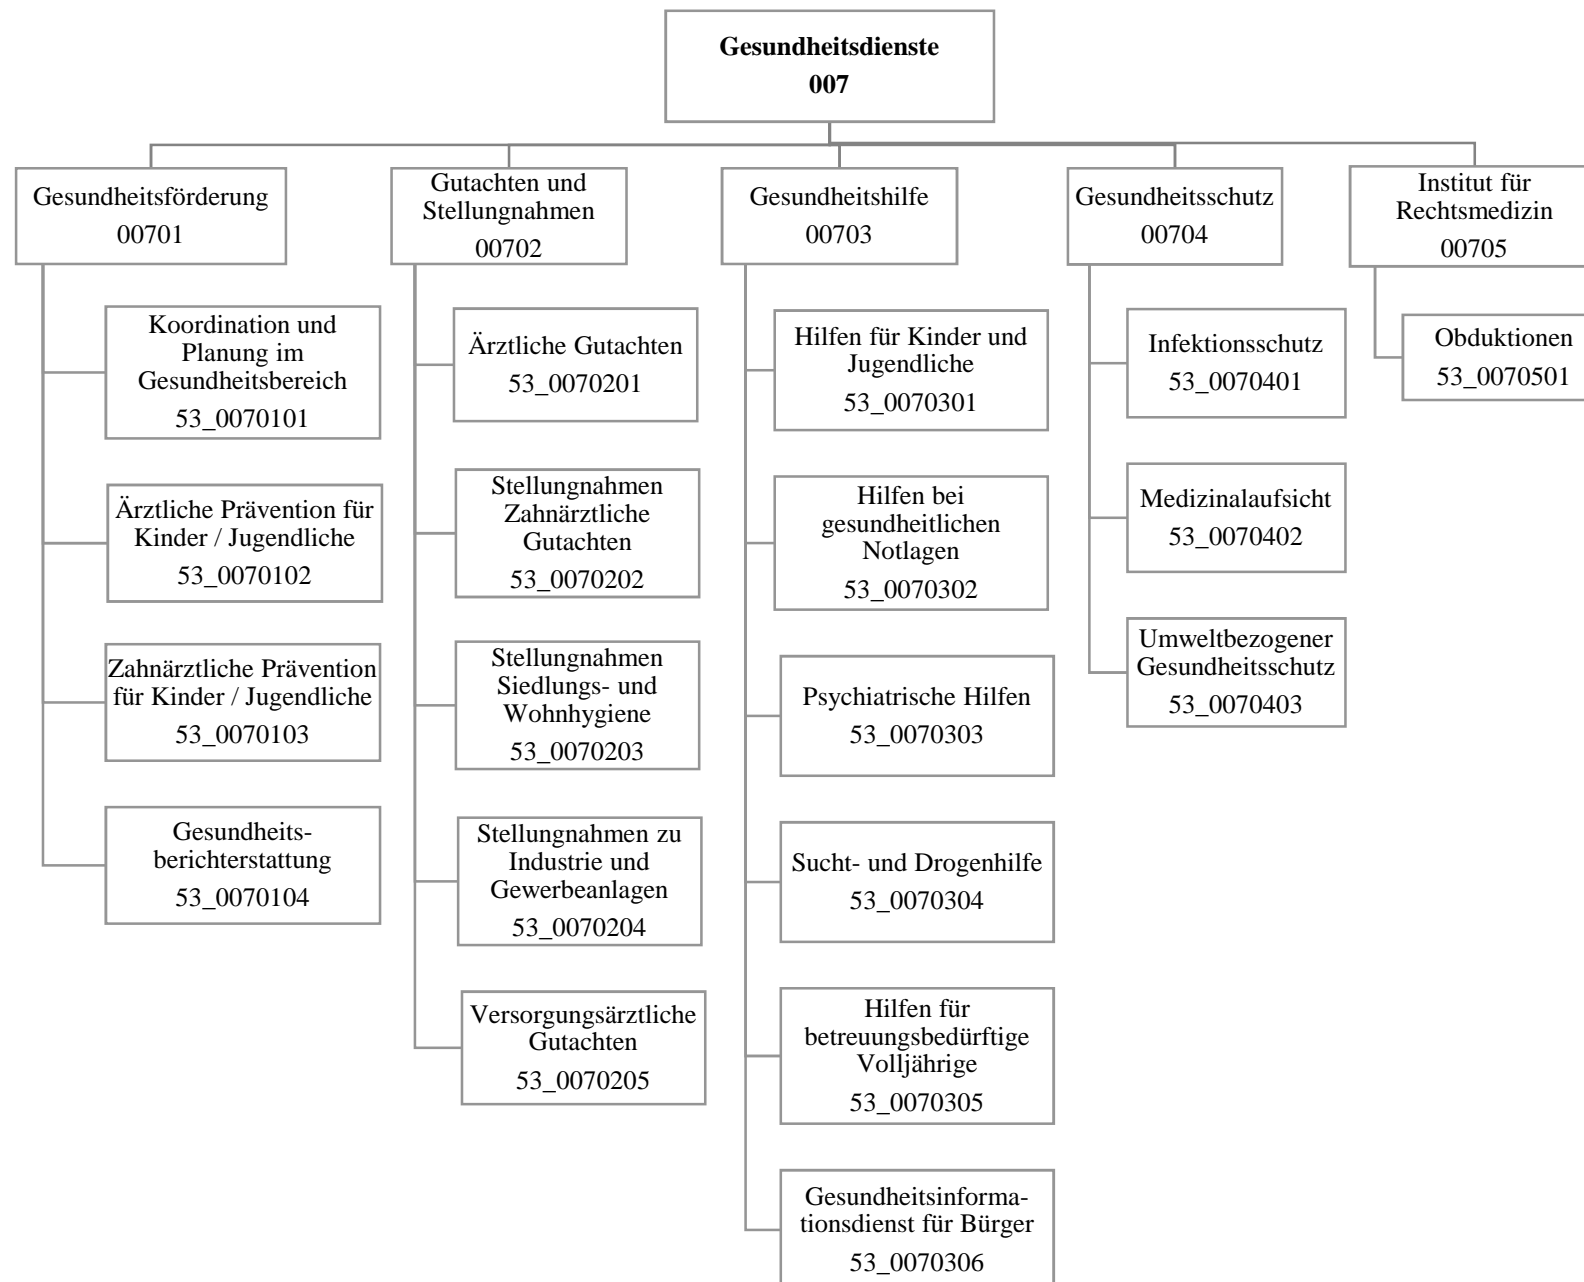 Gesundheitsdienste
007
Gesundheitsförderung
00701
Koordination und
Planung im
Gesundheitsbereich
53_0070101
Ärztliche Prävention für
Kinder / Jugendliche
53_0070102
Zahnärztliche Prävention
für Kinder / Jugendliche
53_0070103
Gesundheits-
berichterstattung
53_0070104
Gutachten und
Stellungnahmen
00702
Ärztliche Gutachten
53_0070201
Stellungnahmen
Zahnärztliche
Gutachten
53_0070202
Stellungnahmen
Siedlungs- und
Wohnhygiene
53_0070203
Stellungnahmen zu
Industrie und
Gewerbeanlagen
53_0070204
Versorgungsärztliche
Gutachten
53_0070205
Gesundheitshilfe
00703
Hilfen für Kinder und
Jugendliche
53_0070301
Hilfen bei
gesundheitlichen
Notlagen
53_0070302
Psychiatrische Hilfen
53_0070303
Sucht- und Drogenhilfe
53_0070304
Hilfen für
betreuungsbedürftige
Volljährige
53_0070305
Gesundheitsinforma-
tionsdienst für Bürger
53_0070306
Gesundheitsschutz
00704
Infektionsschutz
53_0070401
Medizinalaufsicht
53_0070402
Umweltbezogener
Gesundheitsschutz
53_0070403
Institut für
Rechtsmedizin
00705
Obduktionen
53_0070501